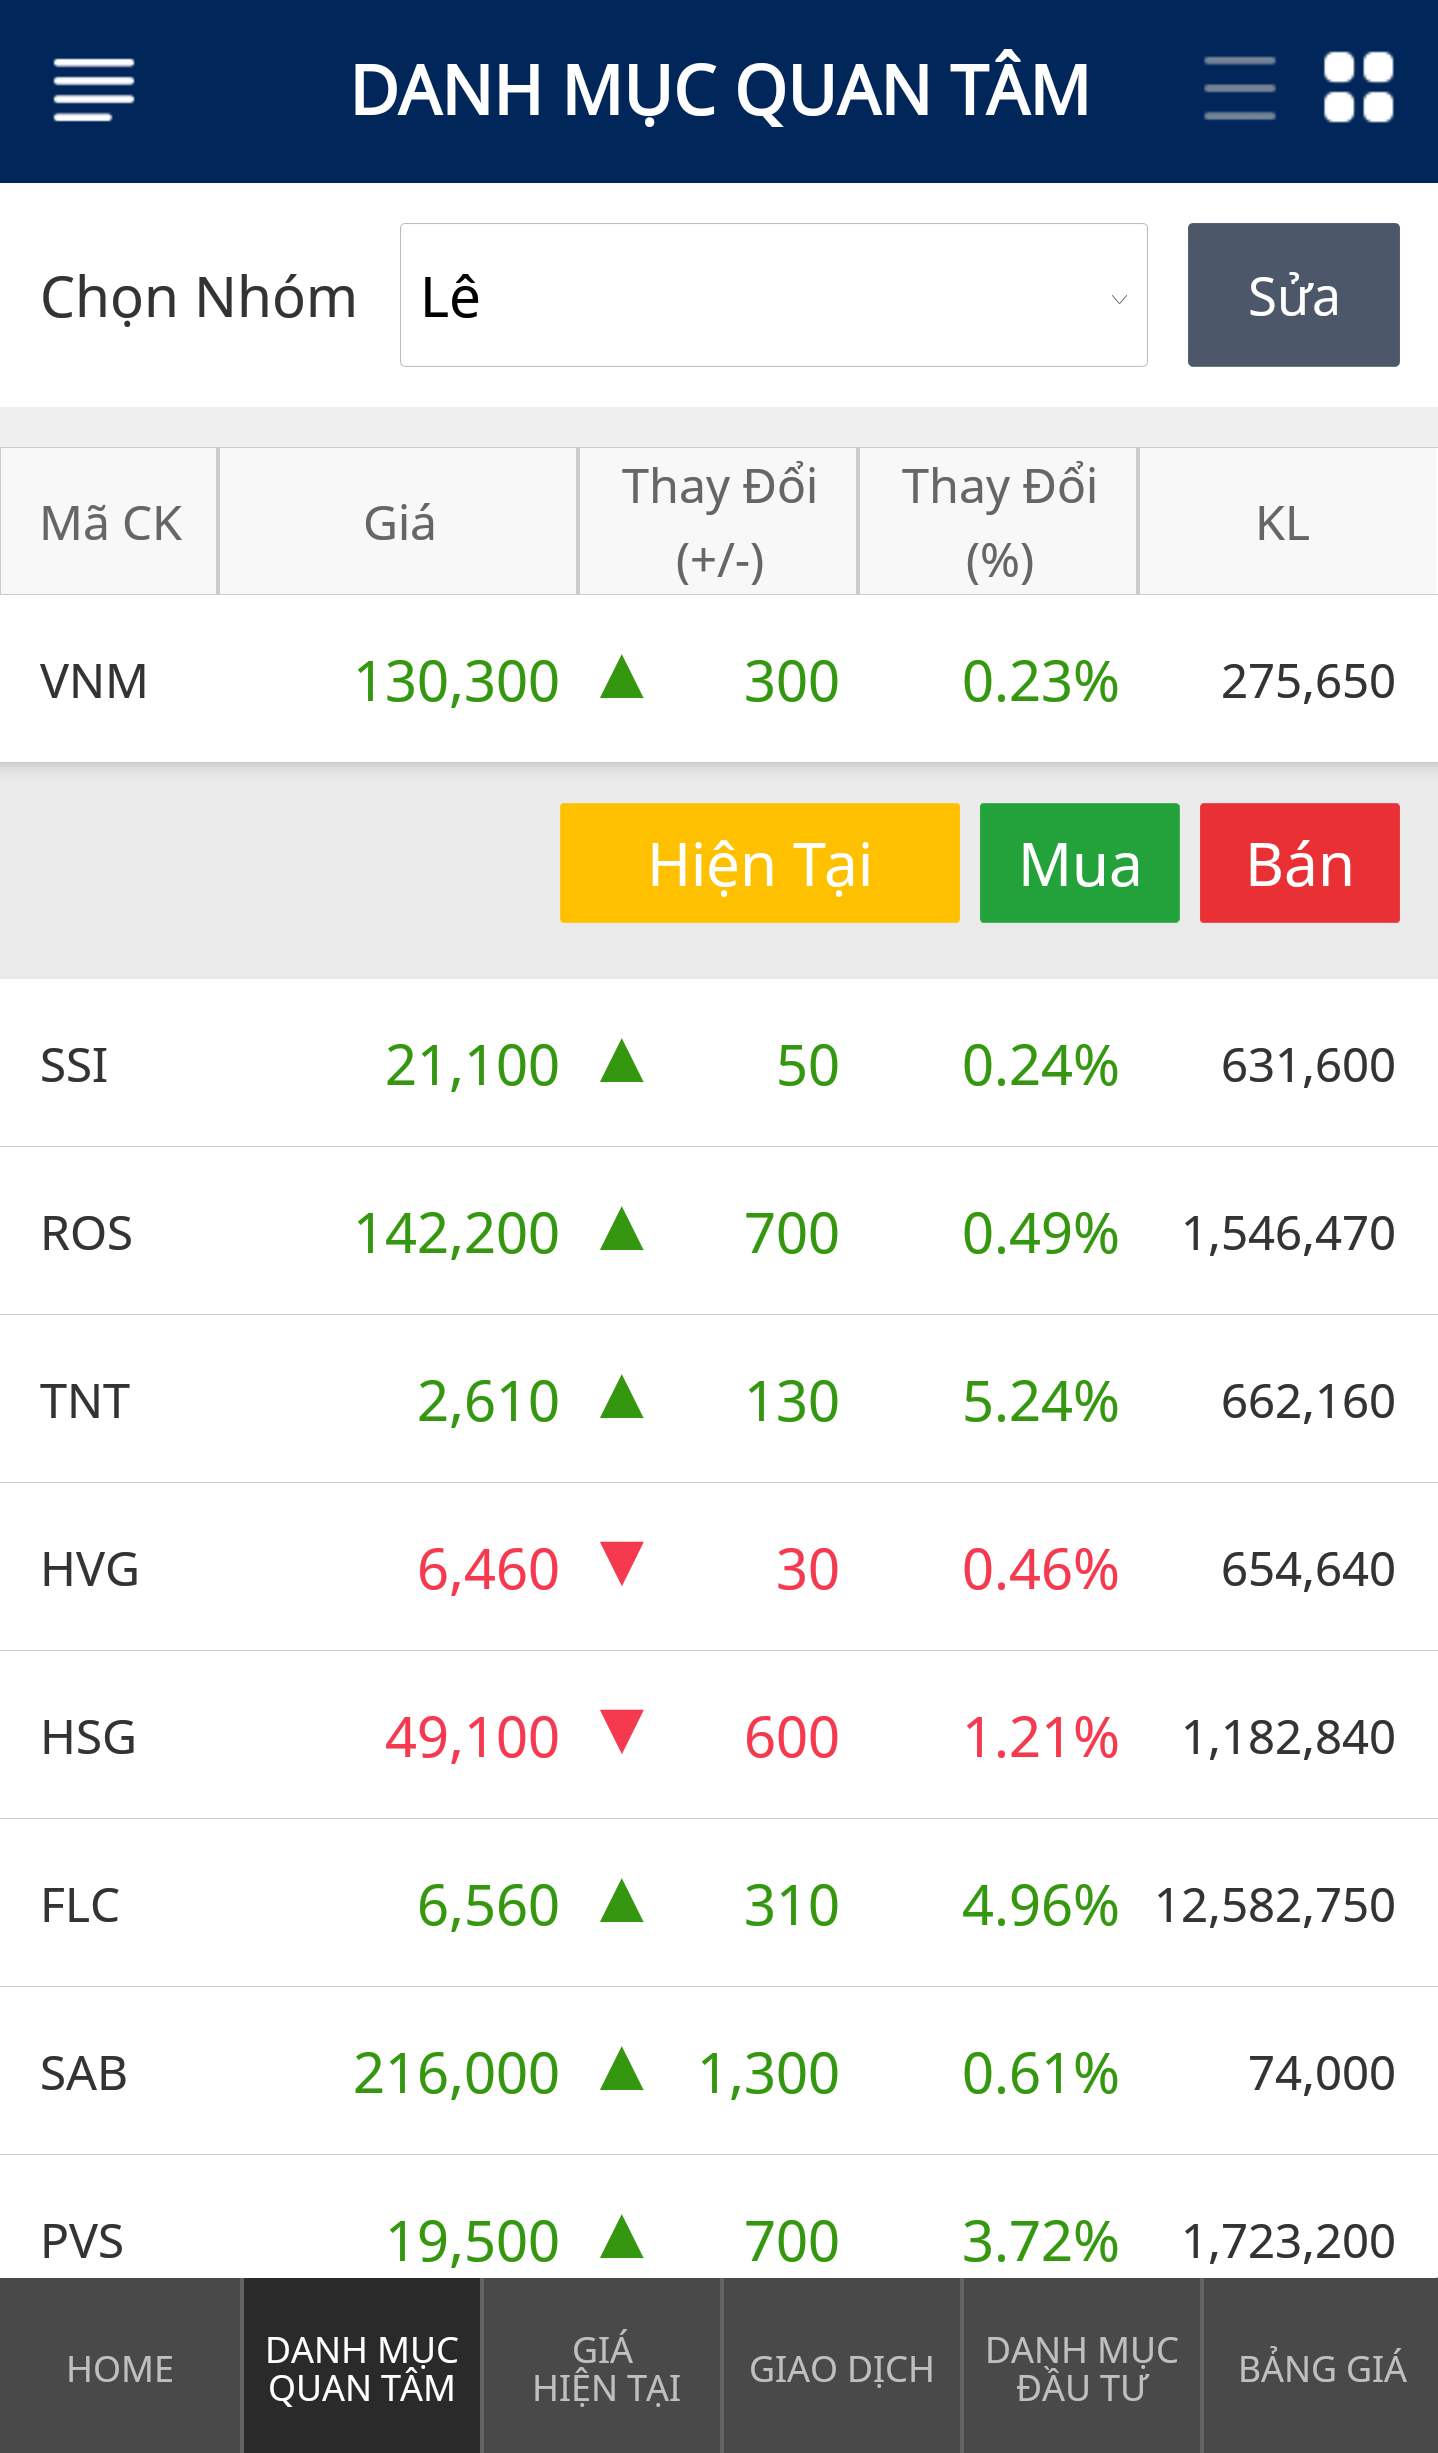 DANH MỤC QUAN TÂM
Chọn Nhóm Lê Sửa
Mã CK Giá Thay Đổi (+/-) Thay Đổi (%) KL
VNM 130,300 ▲ 300 0.23% 275,650
Hiện Tại Mua Bán
SSI 21,100 ▲ 50 0.24% 631,600
ROS 142,200 ▲ 700 0.49% 1,546,470
TNT 2,610 ▲ 130 5.24% 662,160
HVG 6,460 ▼ 30 0.46% 654,640
HSG 49,100 ▼ 600 1.21% 1,182,840
FLC 6,560 ▲ 310 4.96% 12,582,750
SAB 216,000 ▲ 1,300 0.61% 74,000
PVS 19,500 ▲ 700 3.72% 1,723,200
HOME
DANH MỤC
QUAN TÂM
GIÁ
HIỆN TẠI
GIAO DỊCH
DANH MỤC
ĐẦU TƯ
BẢNG GIÁ